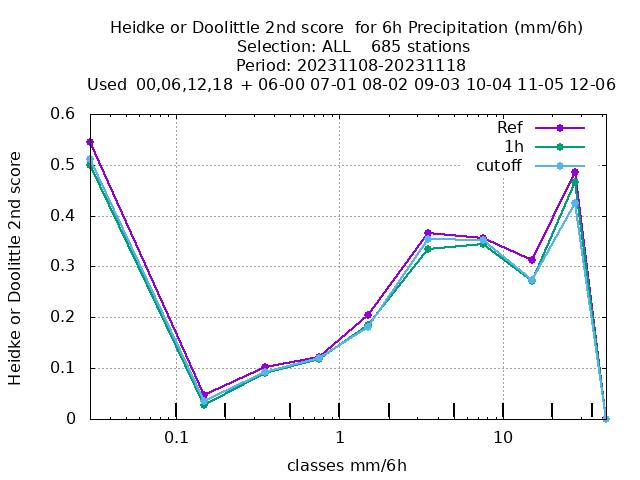 Heidke or Doolittle 2nd score  for 6h Precipitation (mm/6h)
Selection: ALL    685 stations
Period: 20231108-20231118
Used  00,06,12,18  + 06-00 07-01 08-02 09-03 10-04 11-05 12-06
Ref
1h
cutoff
Heidke or Doolittle 2nd score
0.6
0.5
0.4
0.3
0.2
0.1
0
0.1
1
10
classes mm/6h